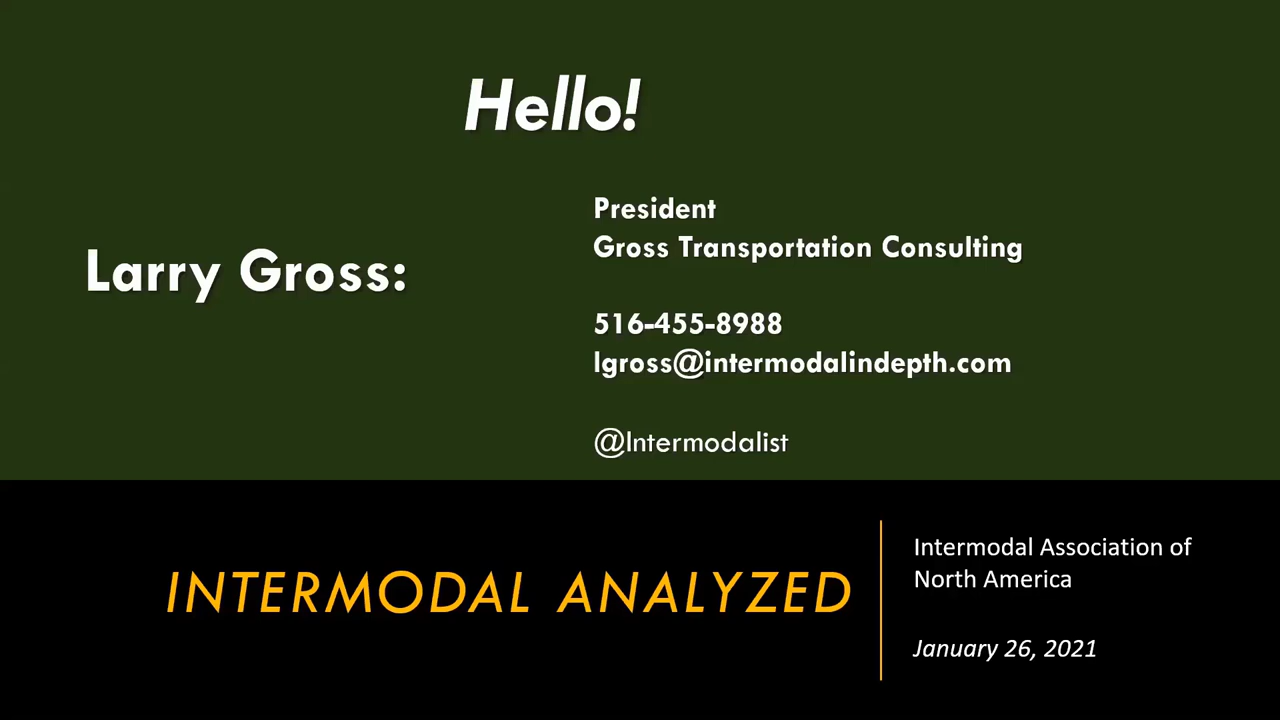 Hello!
Larry Gross:
President
Gross Transportation Consulting
516-455-8988
lgross@intermodalindepth.com
@Intermodalist
INTERMODAL ANALYZED
Intermodal Association of
North America
January 26, 2021